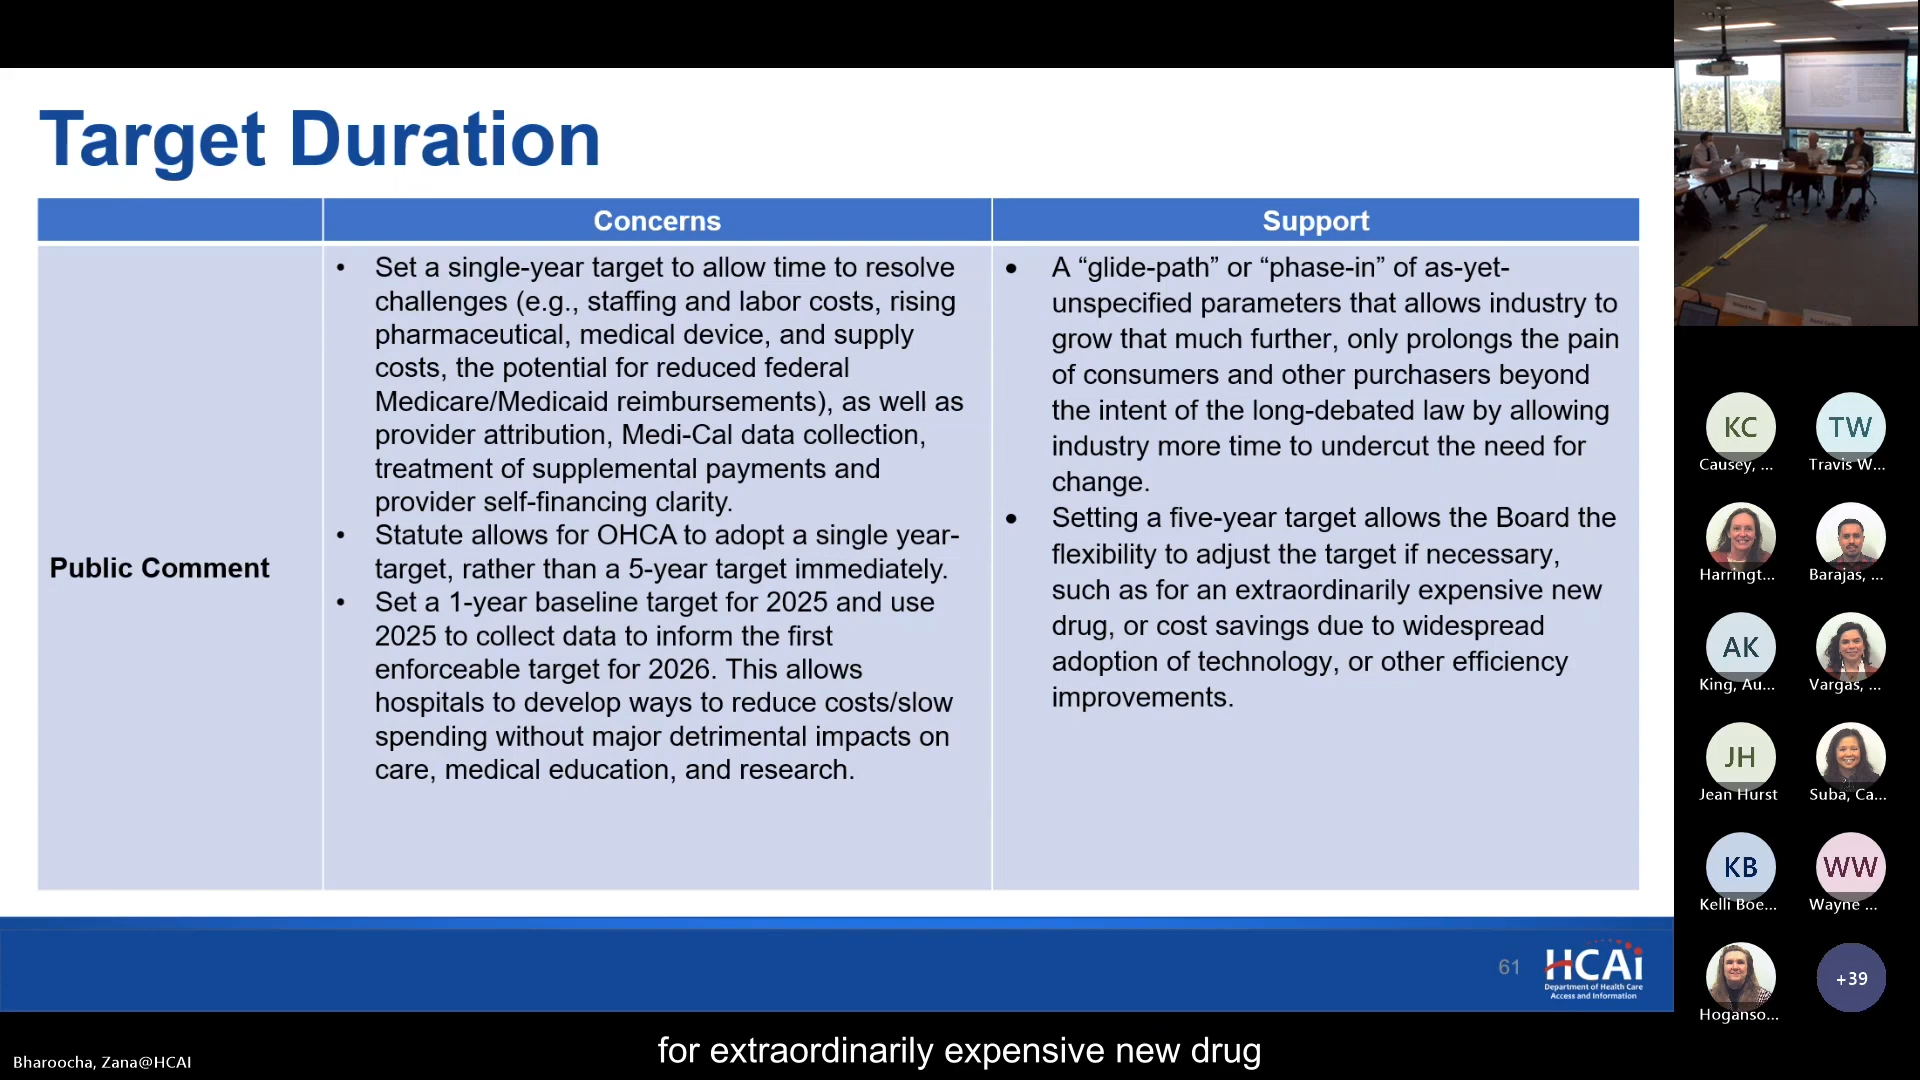 Target Duration
Concerns
Support
Public Comment
• Set a single-year target to allow time to resolve
challenges (e.g., staffing and labor costs, rising
pharmaceutical, medical device, and supply
costs, the potential for reduced federal
Medicare/Medicaid reimbursements), as well as
provider attribution, Medi-Cal data collection,
treatment of supplemental payments and
provider self-financing clarity.
• Statute allows for OHCA to adopt a single year-
target, rather than a 5-year target immediately.
• Set a 1-year baseline target for 2025 and use
2025 to collect data to inform the first
enforceable target for 2026. This allows
hospitals to develop ways to reduce costs/slow
spending without major detrimental impacts on
care, medical education, and research.
• A “glide-path” or “phase-in” of as-yet-
unspecified parameters that allows industry to
grow that much further, only prolongs the pain
of consumers and other purchasers beyond
the intent of the long-debated law by allowing
industry more time to undercut the need for
change.
• Setting a five-year target allows the Board the
flexibility to adjust the target if necessary,
such as for an extraordinarily expensive new
drug, or cost savings due to widespread
adoption of technology, or other efficiency
improvements.
61
HCAi
Department of Health Care
Access and Information
for extraordinarily expensive new drug
Bharoocha, Zana@HCAI
KC
Causey, ...
TW
Travis W...
Harringt...
Barajas, ...
AK
King, Au...
Vargas, ...
JH
Jean Hurst
Suba, Ca...
KB
Kelli Boe...
WW
Wayne ...
Hoganso...
+39